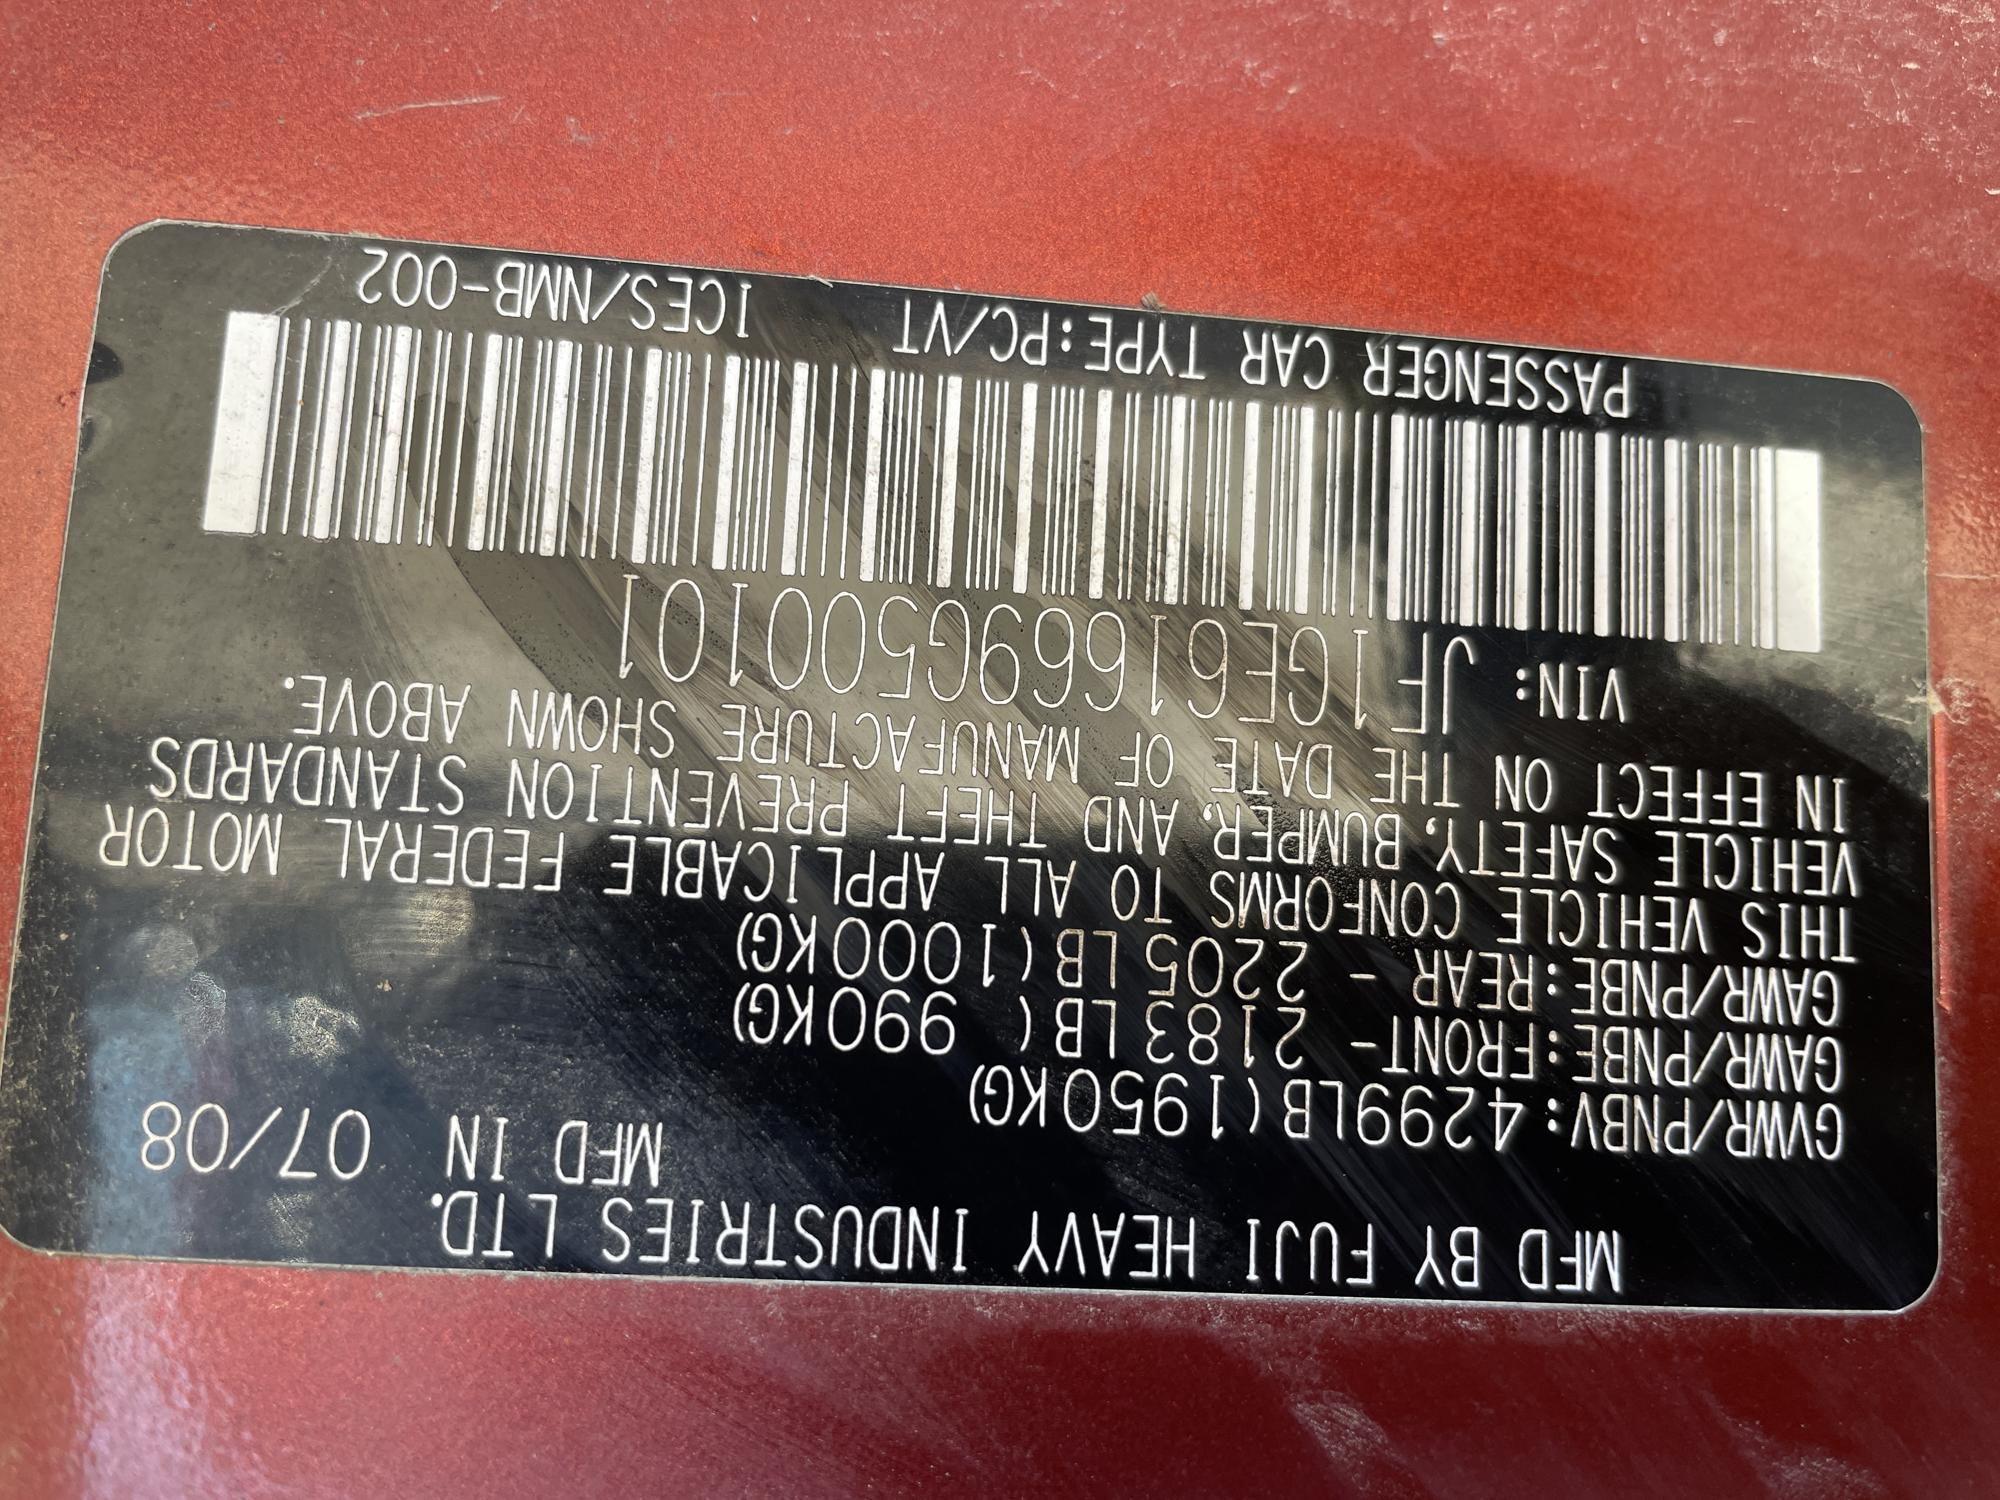 MFD BY FUJI HEAVY INDUSTRIES LTD.
MFD IN 07/08
GVWR/PNBV: 4299LB(1950KG)
GAWR/PNBE:FRONT- 2183LB( 990KG)
GAWR/PNBE:REAR - 2205LB(1000KG)
THIS VEHICLE CONFORMS TO ALL APPLICABLE FEDERAL MOTOR
VEHICLE SAFETY, BUMPER, AND THEFT PREVENTION STANDARDS
IN EFFECT ON THE DATE OF MANUFACTURE SHOWN ABOVE.
VIN: JF1GE61669G500101
PASSENGER CAR TYPE:PC/VT ICES/NMB-002